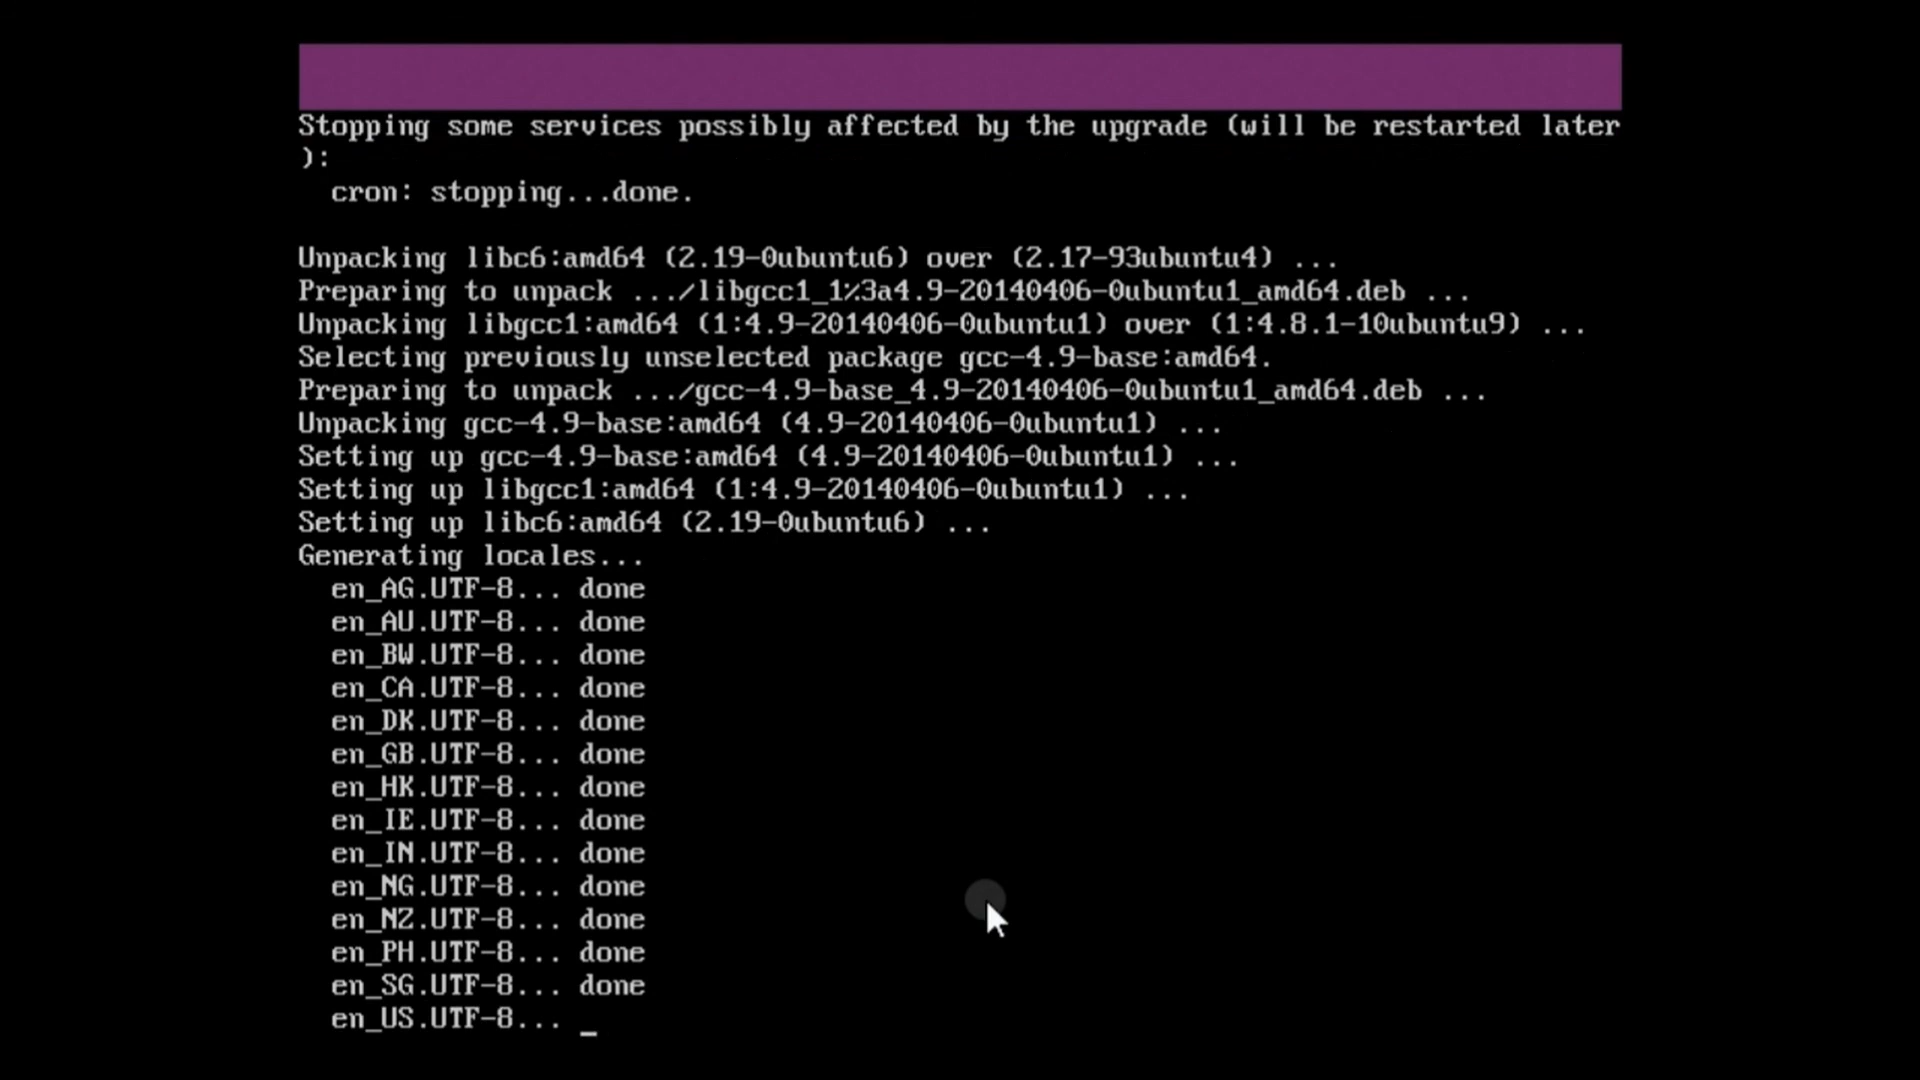 Stopping some services possibly affected by the upgrade (will be restarted later
):
  cron: stopping...done.
Unpacking libc6:amd64 (2.19-0ubuntu6) over (2.17-93ubuntu4) ...
Preparing to unpack .../libgcc1_1%3a4.9-20140406-0ubuntu1_amd64.deb ...
Unpacking libgcc1:amd64 (1:4.9-20140406-0ubuntu1) over (1:4.8.1-10ubuntu9) ...
Selecting previously unselected package gcc-4.9-base:amd64.
Preparing to unpack .../gcc-4.9-base_4.9-20140406-0ubuntu1_amd64.deb ...
Unpacking gcc-4.9-base:amd64 (4.9-20140406-0ubuntu1) ...
Setting up gcc-4.9-base:amd64 (4.9-20140406-0ubuntu1) ...
Setting up libgcc1:amd64 (1:4.9-20140406-0ubuntu1) ...
Setting up libc6:amd64 (2.19-0ubuntu6) ...
Generating locales...
  en_AG.UTF-8... done
  en_AU.UTF-8... done
  en_BW.UTF-8... done
  en_CA.UTF-8... done
  en_DK.UTF-8... done
  en_GB.UTF-8... done
  en_HK.UTF-8... done
  en_IE.UTF-8... done
  en_IN.UTF-8... done
  en_NG.UTF-8... done
  en_NZ.UTF-8... done
  en_PH.UTF-8... done
  en_SG.UTF-8... done
  en_US.UTF-8... _